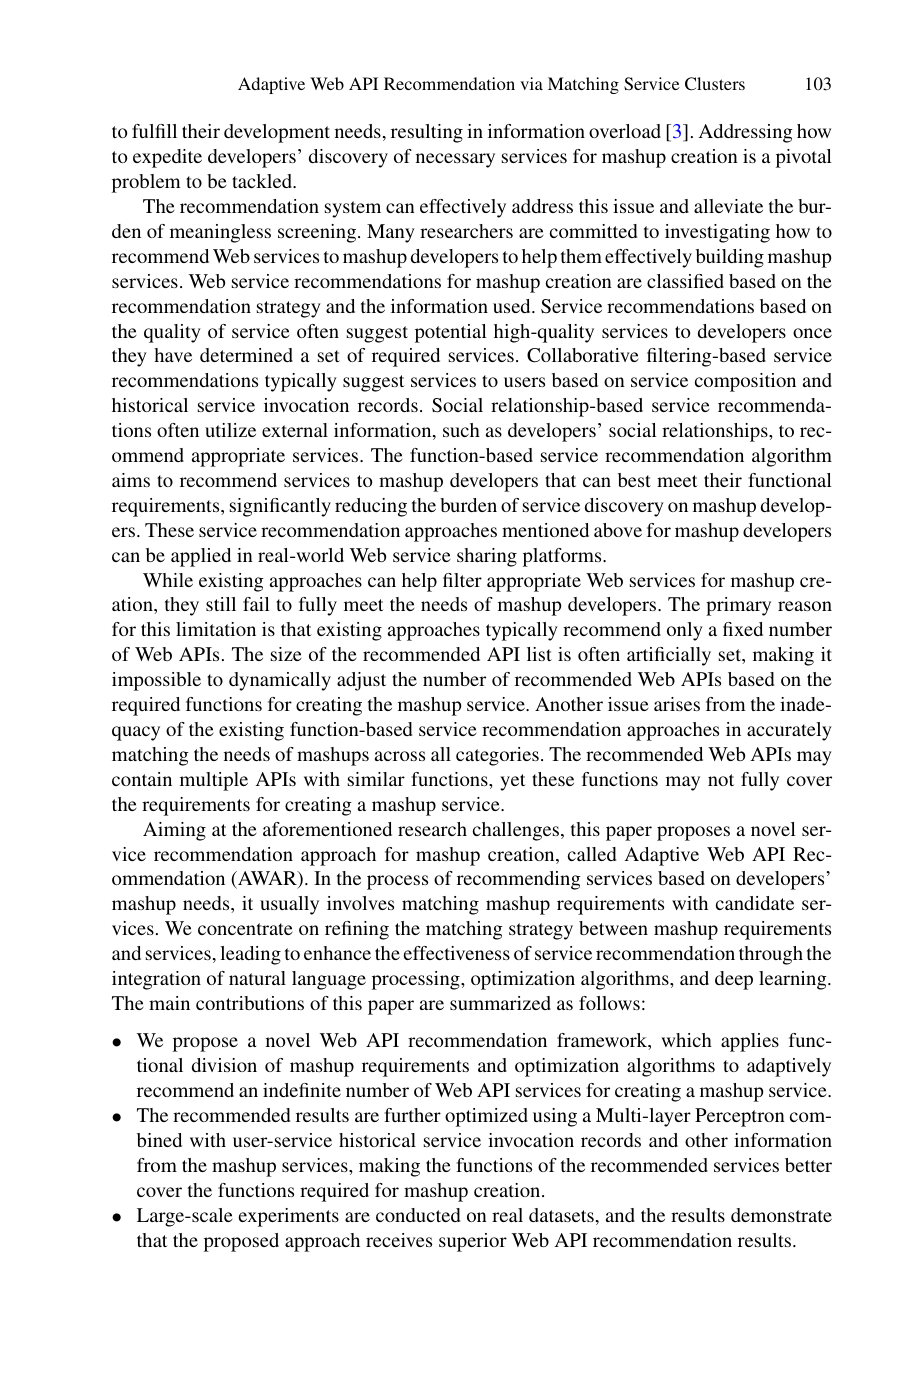 Adaptive Web API Recommendation via Matching Service Clusters 103
to fulfill their development needs, resulting in information overload [3]. Addressing how
to expedite developers’ discovery of necessary services for mashup creation is a pivotal
problem to be tackled.
The recommendation system can effectively address this issue and alleviate the bur-
den of meaningless screening. Many researchers are committed to investigating how to
recommend Web services to mashup developers to help them effectively building mashup
services. Web service recommendations for mashup creation are classified based on the
recommendation strategy and the information used. Service recommendations based on
the quality of service often suggest potential high-quality services to developers once
they have determined a set of required services. Collaborative filtering-based service
recommendations typically suggest services to users based on service composition and
historical service invocation records. Social relationship-based service recommenda-
tions often utilize external information, such as developers’ social relationships, to rec-
ommend appropriate services. The function-based service recommendation algorithm
aims to recommend services to mashup developers that can best meet their functional
requirements, significantly reducing the burden of service discovery on mashup develop-
ers. These service recommendation approaches mentioned above for mashup developers
can be applied in real-world Web service sharing platforms.
While existing approaches can help filter appropriate Web services for mashup cre-
ation, they still fail to fully meet the needs of mashup developers. The primary reason
for this limitation is that existing approaches typically recommend only a fixed number
of Web APIs. The size of the recommended API list is often artificially set, making it
impossible to dynamically adjust the number of recommended Web APIs based on the
required functions for creating the mashup service. Another issue arises from the inade-
quacy of the existing function-based service recommendation approaches in accurately
matching the needs of mashups across all categories. The recommended Web APIs may
contain multiple APIs with similar functions, yet these functions may not fully cover
the requirements for creating a mashup service.
Aiming at the aforementioned research challenges, this paper proposes a novel ser-
vice recommendation approach for mashup creation, called Adaptive Web API Rec-
ommendation (AWAR). In the process of recommending services based on developers’
mashup needs, it usually involves matching mashup requirements with candidate ser-
vices. We concentrate on refining the matching strategy between mashup requirements
and services, leading to enhance the effectiveness of service recommendation through the
integration of natural language processing, optimization algorithms, and deep learning.
The main contributions of this paper are summarized as follows:
• We propose a novel Web API recommendation framework, which applies func-
tional division of mashup requirements and optimization algorithms to adaptively
recommend an indefinite number of Web API services for creating a mashup service.
• The recommended results are further optimized using a Multi-layer Perceptron com-
bined with user-service historical service invocation records and other information
from the mashup services, making the functions of the recommended services better
cover the functions required for mashup creation.
• Large-scale experiments are conducted on real datasets, and the results demonstrate
that the proposed approach receives superior Web API recommendation results.